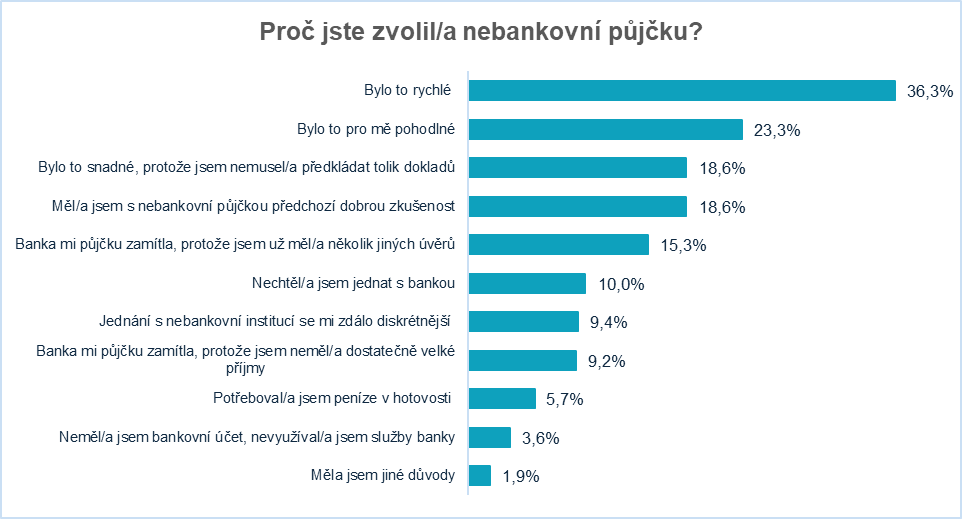 Proč jste zvolil/a nebankovní půjčku?
Bylo to rychlé 36,3%
Bylo to pro mě pohodlné 23,3%
Bylo to snadné, protože jsem nemusel/a předkládat tolik dokladů 18,6%
Měl/a jsem s nebankovní půjčkou předchozí dobrou zkušenost 18,6%
Banka mi půjčku zamítla, protože jsem už měl/a několik jiných úvěrů 15,3%
Nechtěl/a jsem jednat s bankou 10,0%
Jednání s nebankovní institucí se mi zdálo diskrétnější 9,4%
Banka mi půjčku zamítla, protože jsem neměl/a dostatečně velké
příjmy 9,2%
Potřeboval/a jsem peníze v hotovosti 5,7%
Neměl/a jsem bankovní účet, nevyužíval/a jsem služby banky 3,6%
Měla jsem jiné důvody 1,9%